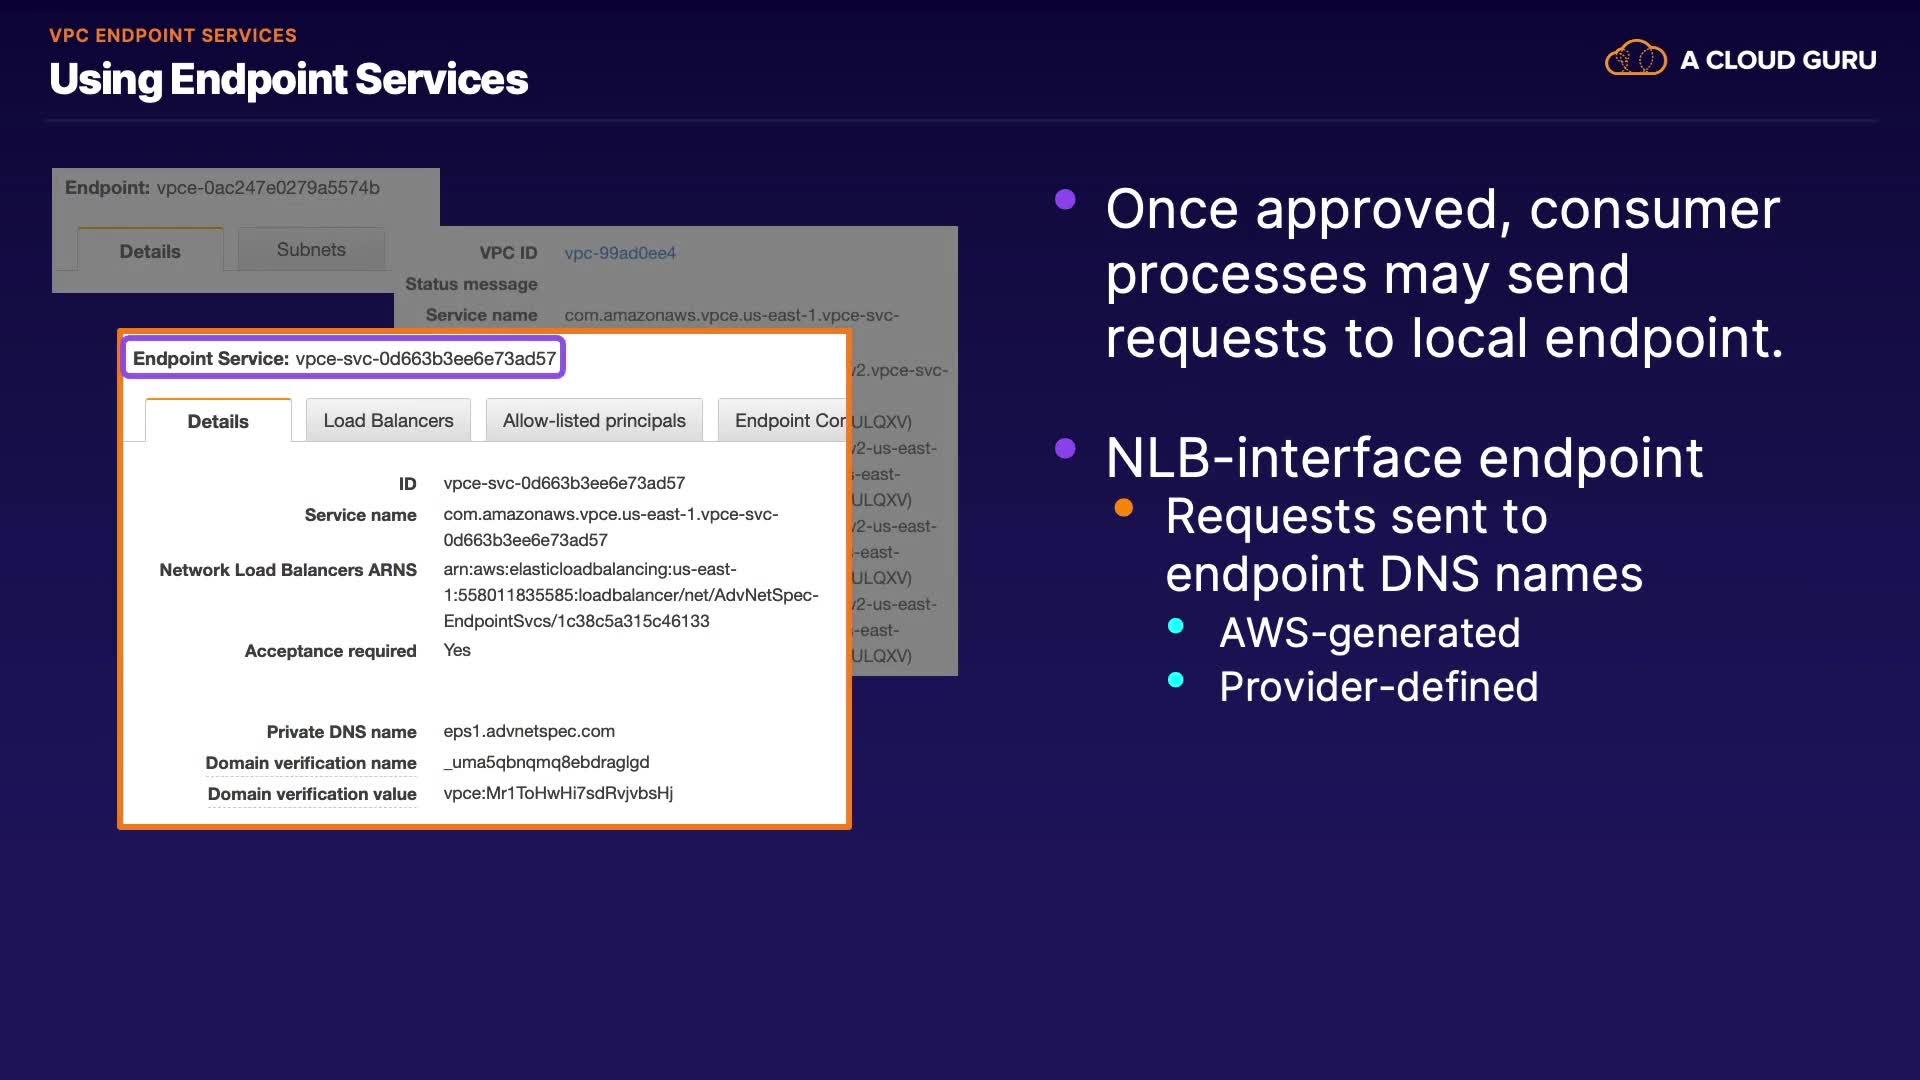 VPC ENDPOINT SERVICES
Using Endpoint Services
A CLOUD GURU
Endpoint: vpce-0ac247e0279a5574b
Details
Subnets
VPC ID vpc-99ad0ee4
Status message
Service name com.amazonaws.vpce.us-east-1.vpce-svc-
Endpoint Service: vpce-svc-0d663b3ee6e73ad57
Details
Load Balancers
Allow-listed principals
Endpoint Cor
ID vpce-svc-0d663b3ee6e73ad57
Service name com.amazonaws.vpce.us-east-1.vpce-svc-
0d663b3ee6e73ad57
Network Load Balancers ARNS arn:aws:elasticloadbalancing:us-east-
1:558011835585:loadbalancer/net/AdvNetSpec-
EndpointSvcs/1c38c5a315c46133
Acceptance required Yes
Private DNS name eps1.advnetspec.com
Domain verification name _uma5qbnqmq8ebdraglgd
Domain verification value vpce:Mr1ToHwHi7sdRvjvbsHj
v2.vpce-svc-
ULQXV)
v2-us-east-
s-east-
ULQXV)
v2-us-east-
s-east-
ULQXV)
v2-us-east-
s-east-
ULQXV)
Once approved, consumer
processes may send
requests to local endpoint.
NLB-interface endpoint
Requests sent to
endpoint DNS names
AWS-generated
Provider-defined